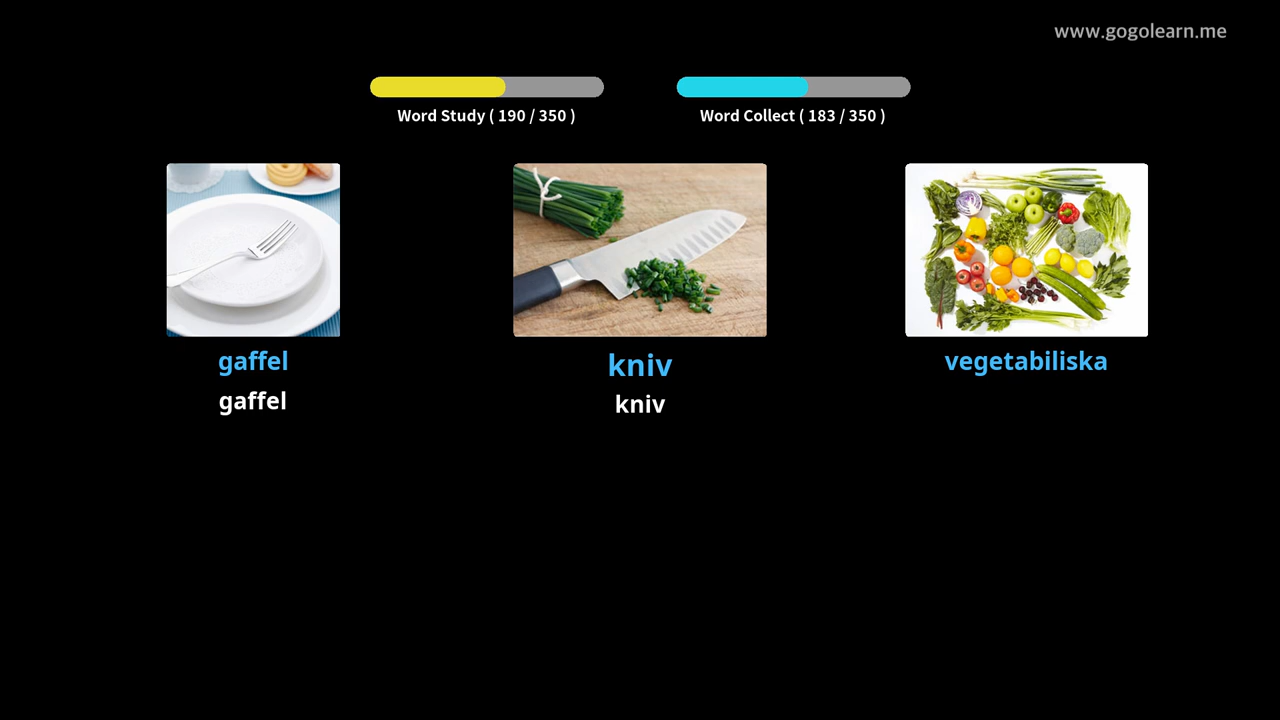 www.gogolearn.me
Word Study ( 190 / 350 )
Word Collect ( 183 / 350 )
gaffel
gaffel
kniv
kniv
vegetabiliska